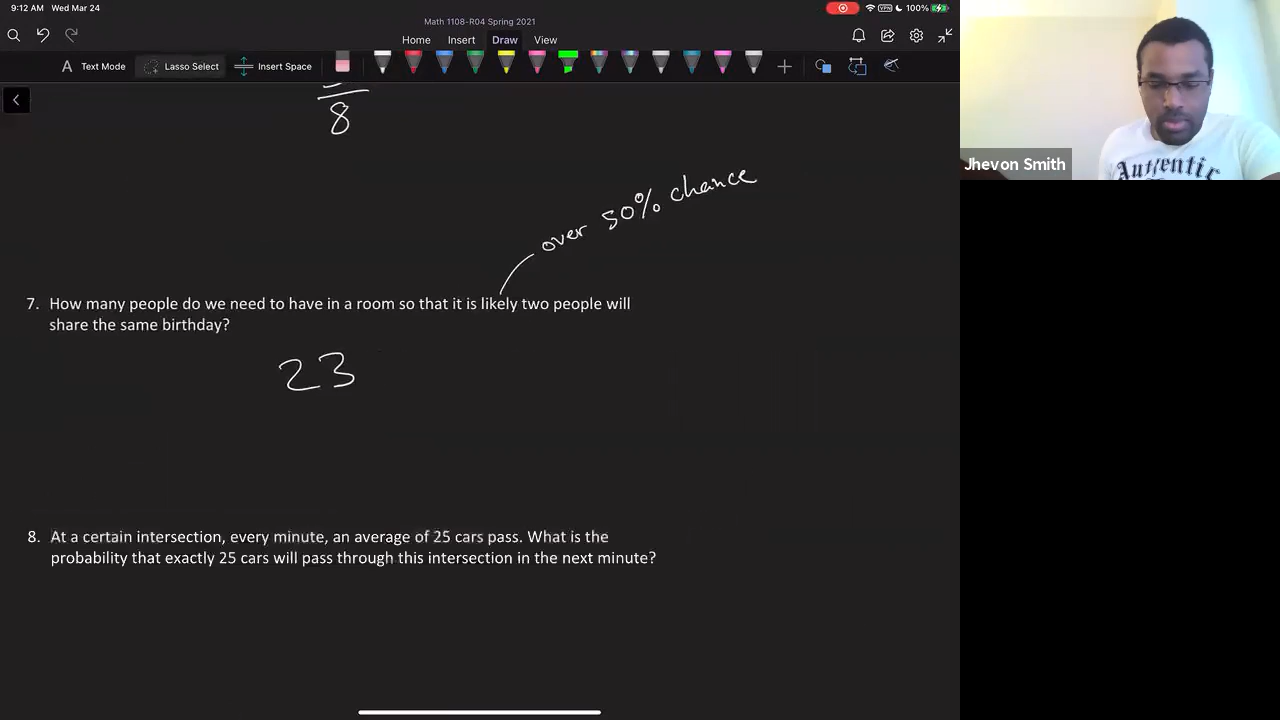 9:12 AM Wed Mar 24
100%
Math 1108-R04 Spring 2021
Home Insert Draw View
A Text Mode Lasso Select Insert Space
8
over 50% chance
7. How many people do we need to have in a room so that it is likely two people will
share the same birthday?
23
8. At a certain intersection, every minute, an average of 25 cars pass. What is the
probability that exactly 25 cars will pass through this intersection in the next minute?
Jhevon Smith
Authentic